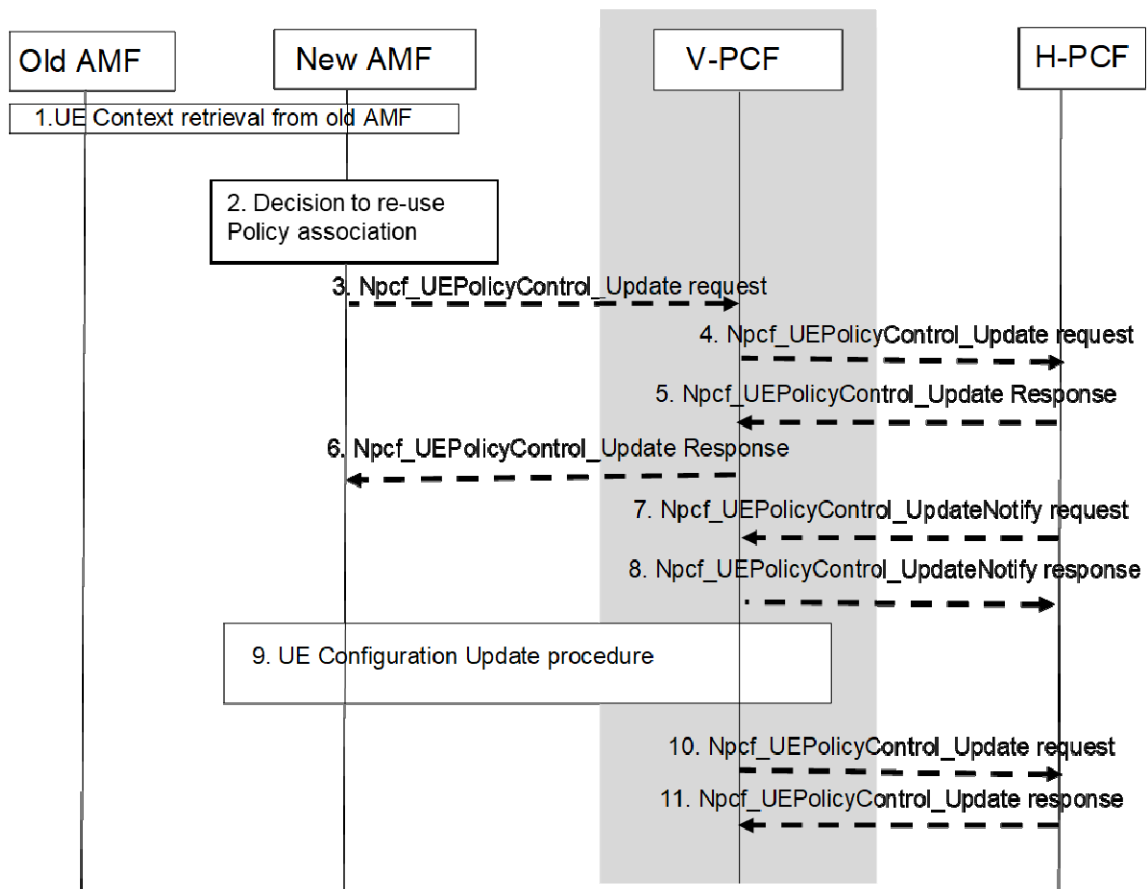 Old AMF
New AMF
V-PCF
H-PCF
1.UE Context retrieval from old AMF
2. Decision to re-use
Policy association
3. Npcf_UEPolicyControl_Update request
4. Npcf_UEPolicyControl_Update request
5. Npcf_UEPolicyControl_Update Response
6. Npcf_UEPolicyControl_Update Response
7. Npcf_UEPolicyControl_UpdateNotify request
8. Npcf_UEPolicyControl_UpdateNotify response
9. UE Configuration Update procedure
10. Npcf_UEPolicyControl_Update request
11. Npcf_UEPolicyControl_Update response